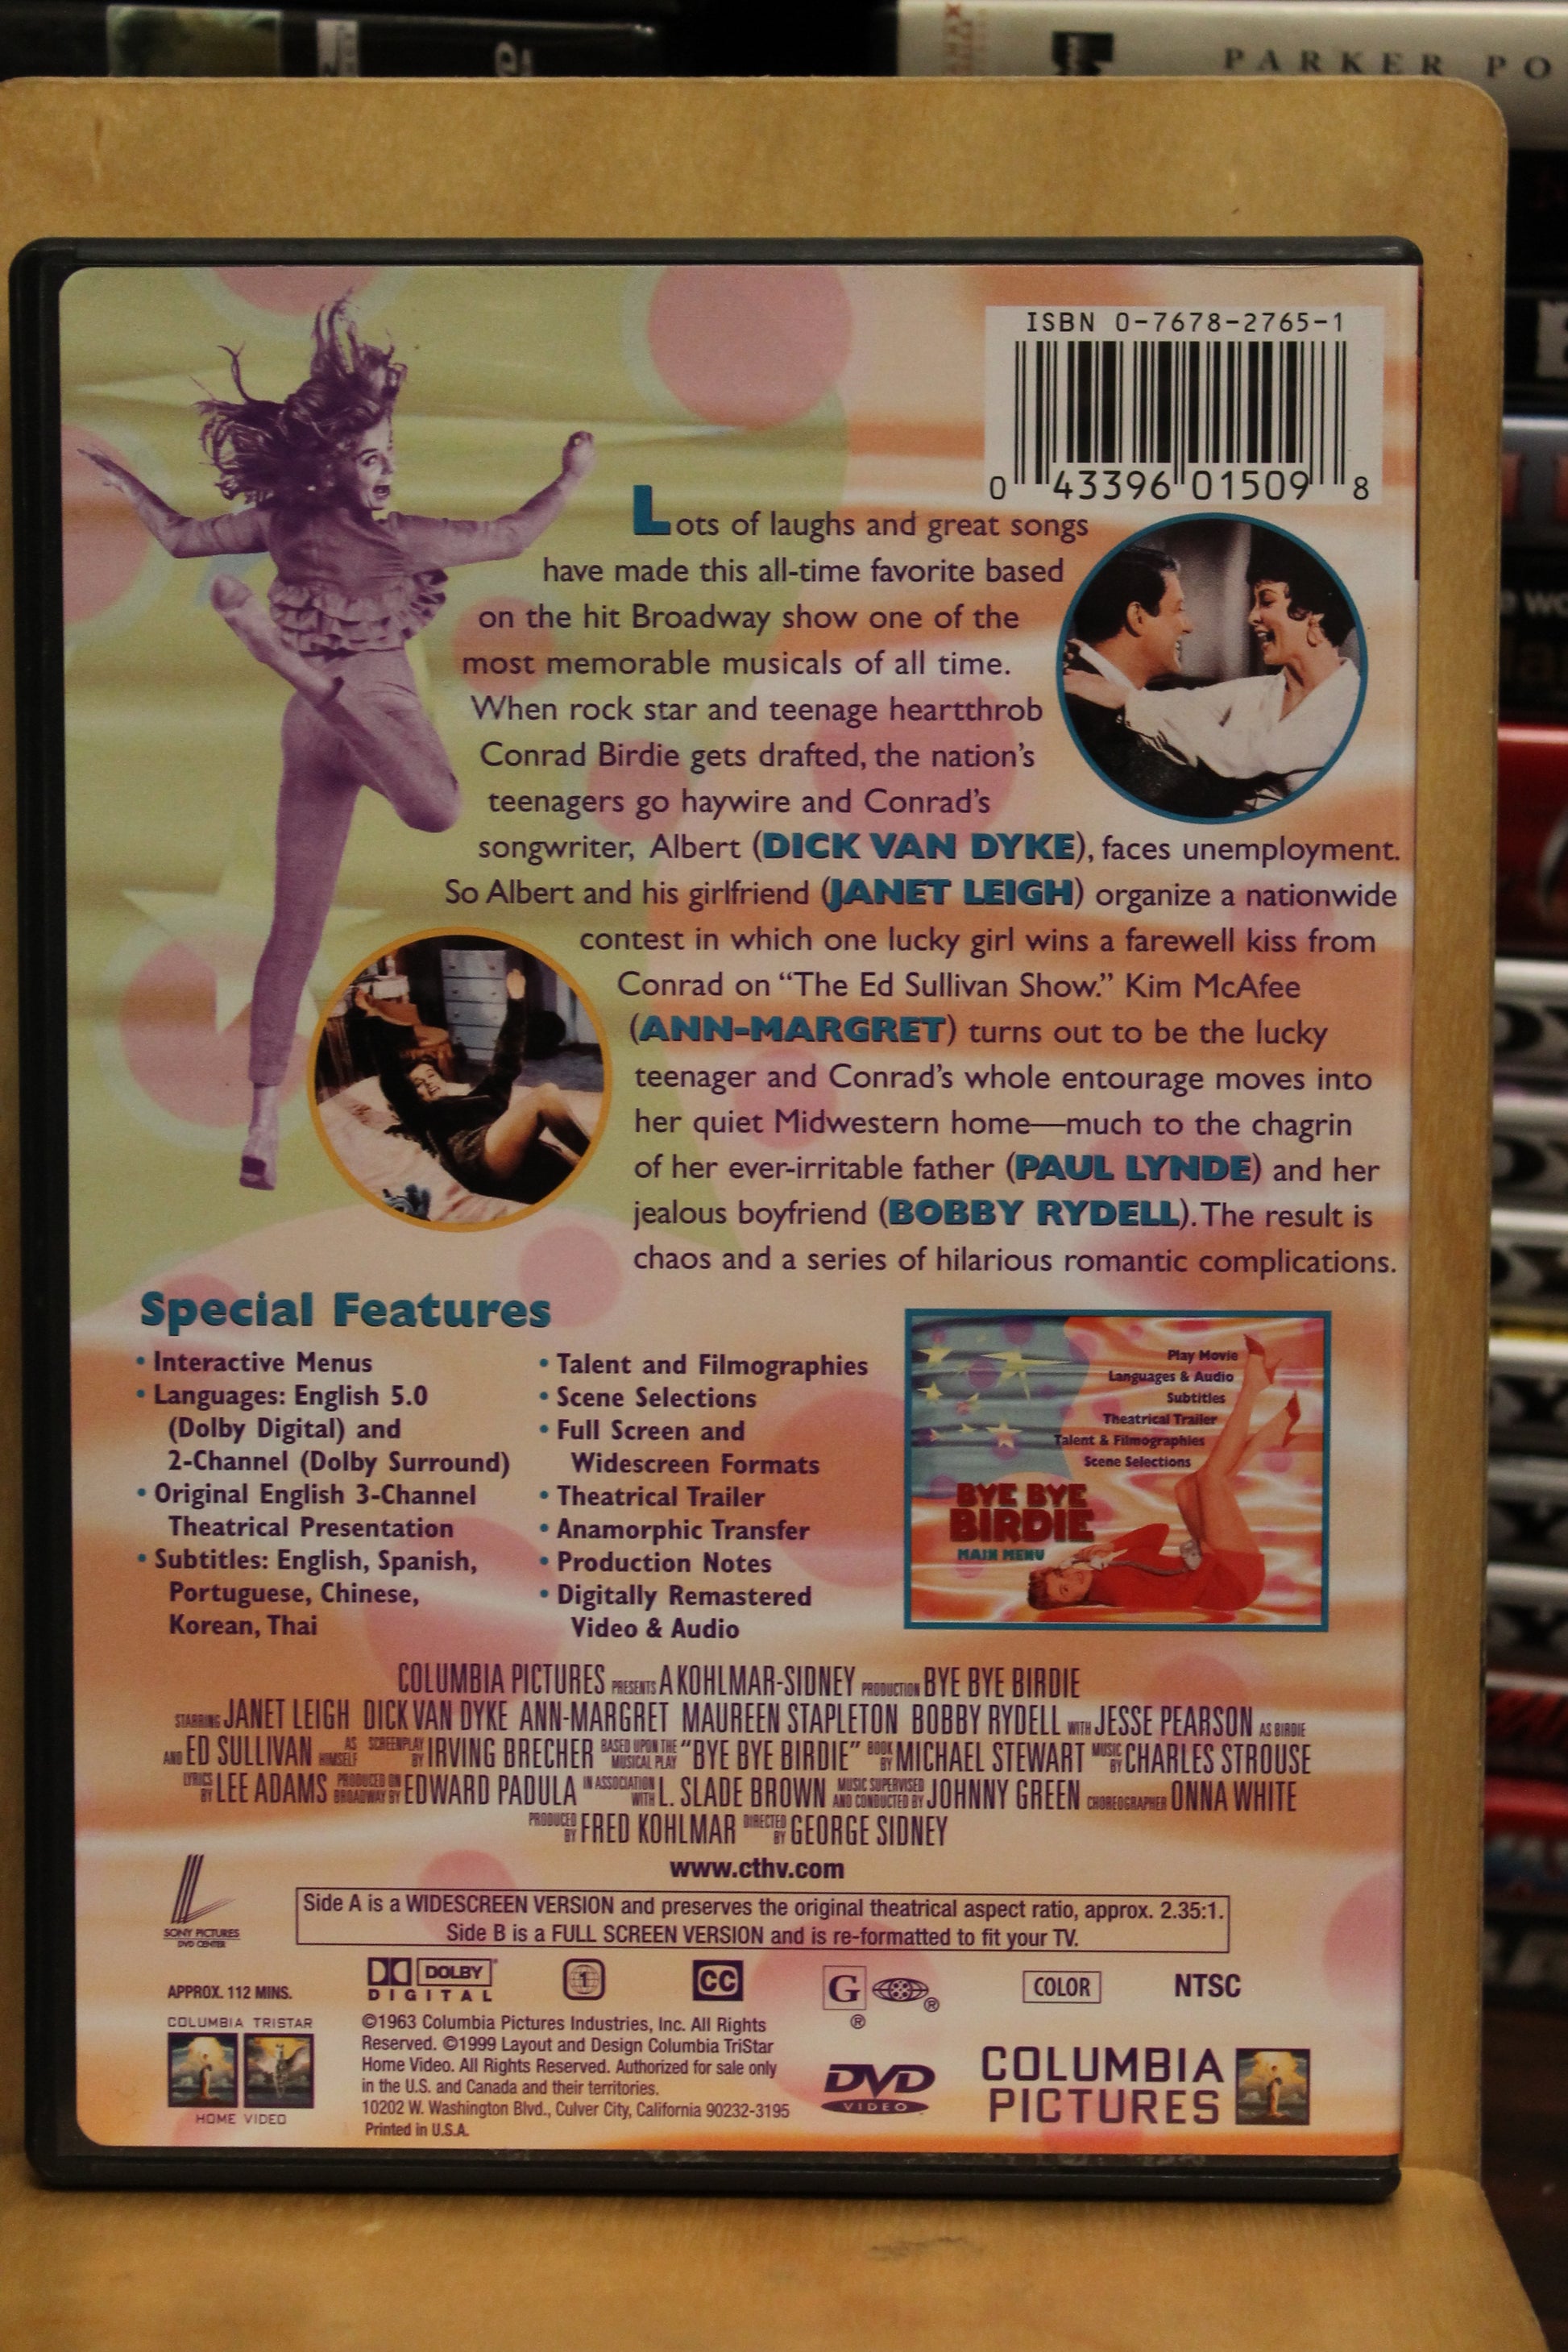 PARKER PO
ISBN 0-7678-2765-1
0 43396 01509 8
Lots of laughs and great songs
have made this all-time favorite based
on the hit Broadway show one of the
most memorable musicals of all time.
When rock star and teenage heartthrob
Conrad Birdie gets drafted, the nation's
teenagers go haywire and Conrad's
songwriter, Albert (DICK VAN DYKE), faces unemployment.
So Albert and his girlfriend (JANET LEIGH) organize a nationwide
contest in which one lucky girl wins a farewell kiss from
Conrad on "The Ed Sullivan Show." Kim McAfee
(ANN-MARGRET) turns out to be the lucky
teenager and Conrad's whole entourage moves into
her quiet Midwestern home—much to the chagrin
of her ever-irritable father (PAUL LYNDE) and her
jealous boyfriend (BOBBY RYDELL). The result is
chaos and a series of hilarious romantic complications.
Special Features
• Interactive Menus
• Languages: English 5.0
(Dolby Digital) and
2-Channel (Dolby Surround)
• Original English 3-Channel
Theatrical Presentation
• Subtitles: English, Spanish,
Portuguese, Chinese,
Korean, Thai
• Talent and Filmographies
• Scene Selections
• Full Screen and
Widescreen Formats
• Theatrical Trailer
• Anamorphic Transfer
• Production Notes
• Digitally Remastered
Video & Audio
Play Movie
Languages & Audio
Subtitles
Theatrical Trailer
Talent & Filmographies
Scene Selections
BYE BYE
BIRDIE
MAIN MENU
COLUMBIA PICTURES PRESENTS A KOHLMAR-SIDNEY PRODUCTION BYE BYE BIRDIE
STARRING JANET LEIGH DICK VAN DYKE ANN-MARGRET MAUREEN STAPLETON BOBBY RYDELL WITH JESSE PEARSON AS BIRDIE
AND ED SULLIVAN AS HIMSELF SCREENPLAY BY IRVING BRECHER BASED UPON THE MUSICAL PLAY "BYE BYE BIRDIE" BOOK BY MICHAEL STEWART MUSIC BY CHARLES STROUSE
LYRICS BY LEE ADAMS PRODUCED ON BROADWAY BY EDWARD PADULA IN ASSOCIATION WITH L. SLADE BROWN MUSIC SUPERVISED AND CONDUCTED BY JOHNNY GREEN CHOREOGRAPHER ONNA WHITE
PRODUCED BY FRED KOHLMAR DIRECTED BY GEORGE SIDNEY
www.cthv.com
SONY PICTURES
DVD CENTER
Side A is a WIDESCREEN VERSION and preserves the original theatrical aspect ratio, approx. 2.35:1.
Side B is a FULL SCREEN VERSION and is re-formatted to fit your TV.
APPROX. 112 MINS.
DOLBY
DIGITAL
1
CC
G ®
®
COLOR
NTSC
COLUMBIA TRISTAR
HOME VIDEO
©1963 Columbia Pictures Industries, Inc. All Rights
Reserved. ©1999 Layout and Design Columbia TriStar
Home Video. All Rights Reserved. Authorized for sale only
in the U.S. and Canada and their territories.
10202 W. Washington Blvd., Culver City, California 90232-3195
Printed in U.S.A.
DVD
VIDEO
COLUMBIA
PICTURES